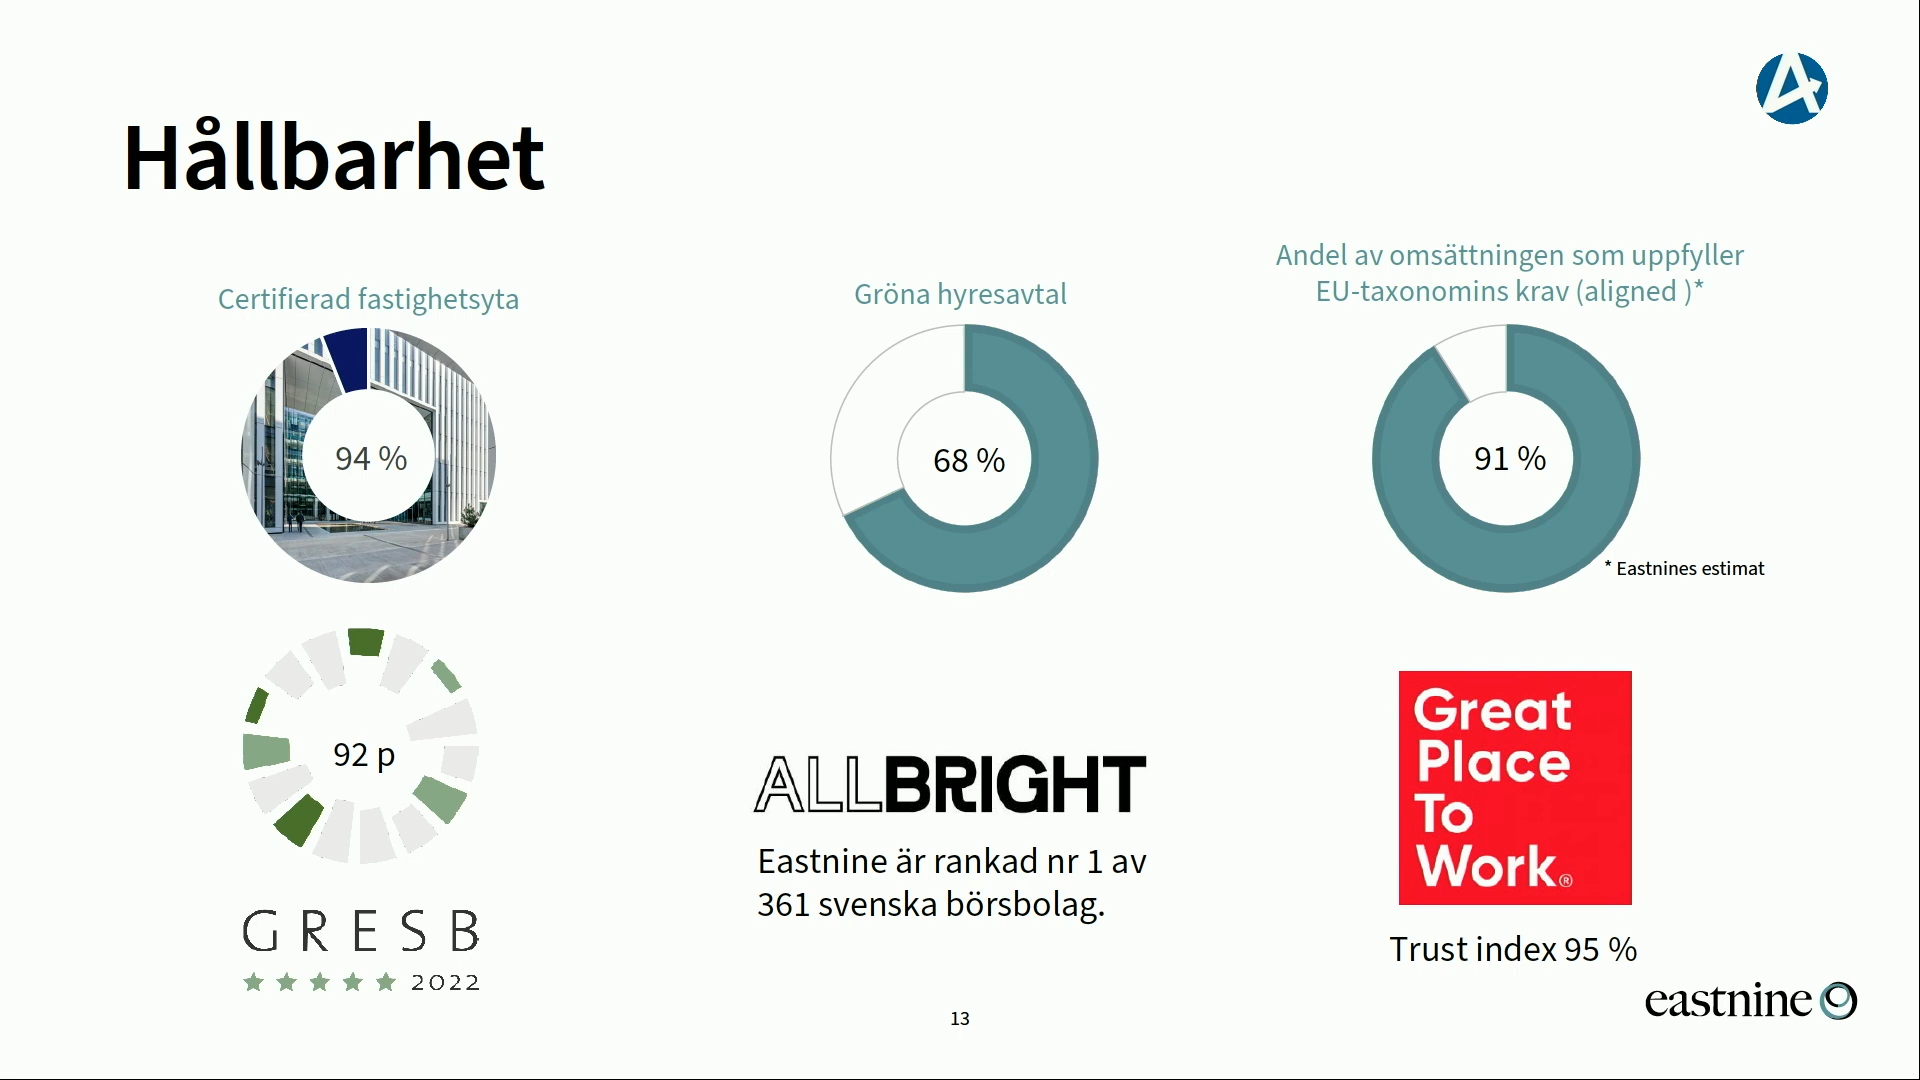 Hållbarhet
Certifierad fastighetsyta
94 %
Gröna hyresavtal
68 %
Andel av omsättningen som uppfyller
EU-taxonomins krav (aligned )*
91 %
* Eastnines estimat
92 p
GRESB
2022
ALLBRIGHT
Eastnine är rankad nr 1 av
361 svenska börsbolag.
Great
Place
To
Work®
Trust index 95 %
eastnine
13